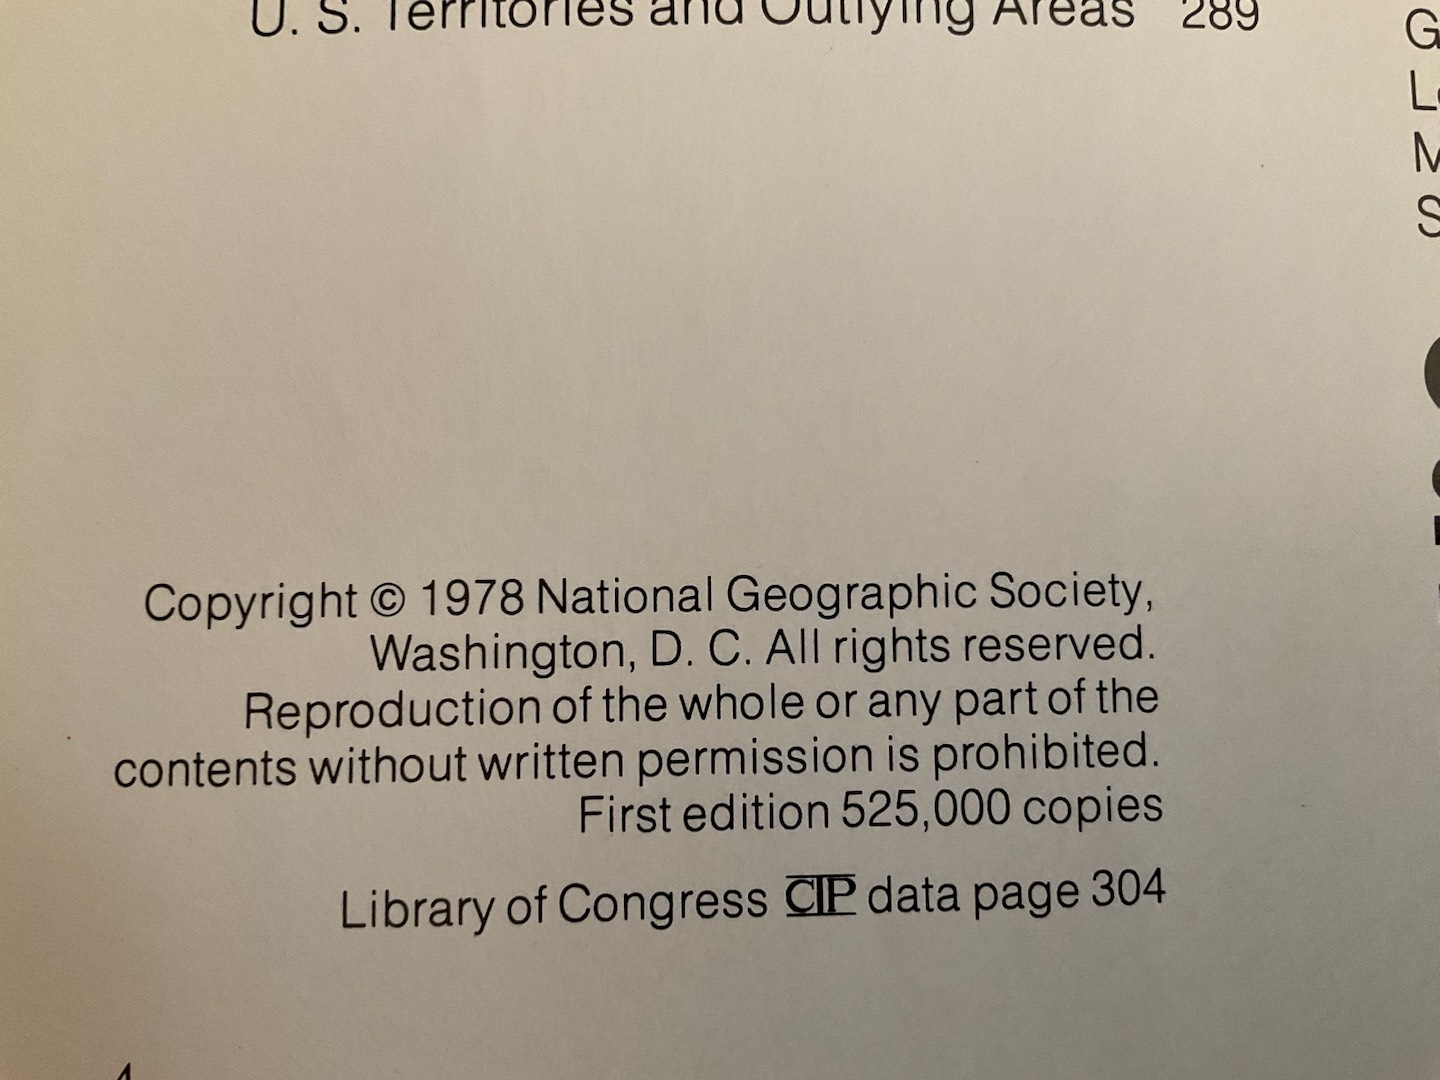 U. S. Territories and Outlying Areas 289
Copyright © 1978 National Geographic Society,
Washington, D. C. All rights reserved.
Reproduction of the whole or any part of the
contents without written permission is prohibited.
First edition 525,000 copies
Library of Congress CIP data page 304
4